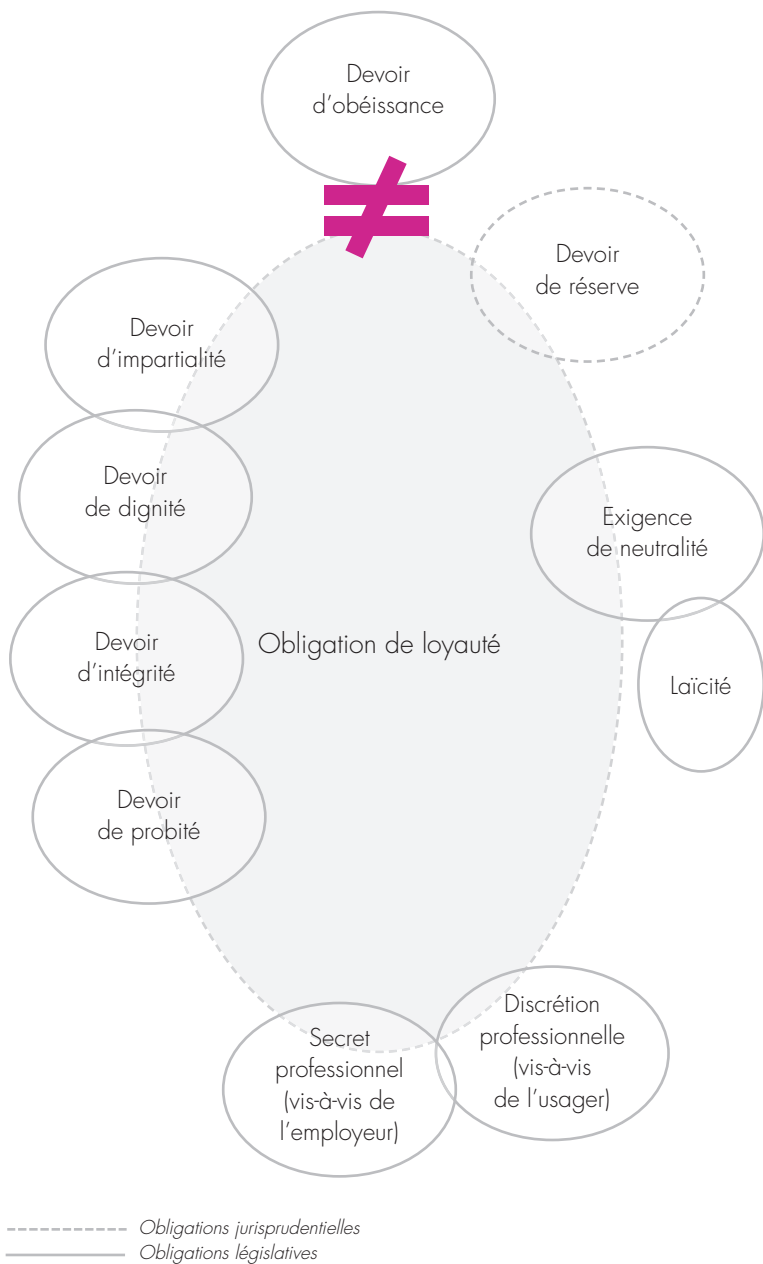 Devoir
d'obéissance
≠
Devoir
de réserve
Devoir
d'impartialité
Devoir
de dignité
Exigence
de neutralité
Devoir
d'intégrité
Obligation de loyauté
Laïcité
Devoir
de probité
Secret
professionnel
(vis-à-vis de
l'employeur)
Discrétion
professionnelle
(vis-à-vis
de l'usager)
Obligations jurisprudentielles
Obligations législatives